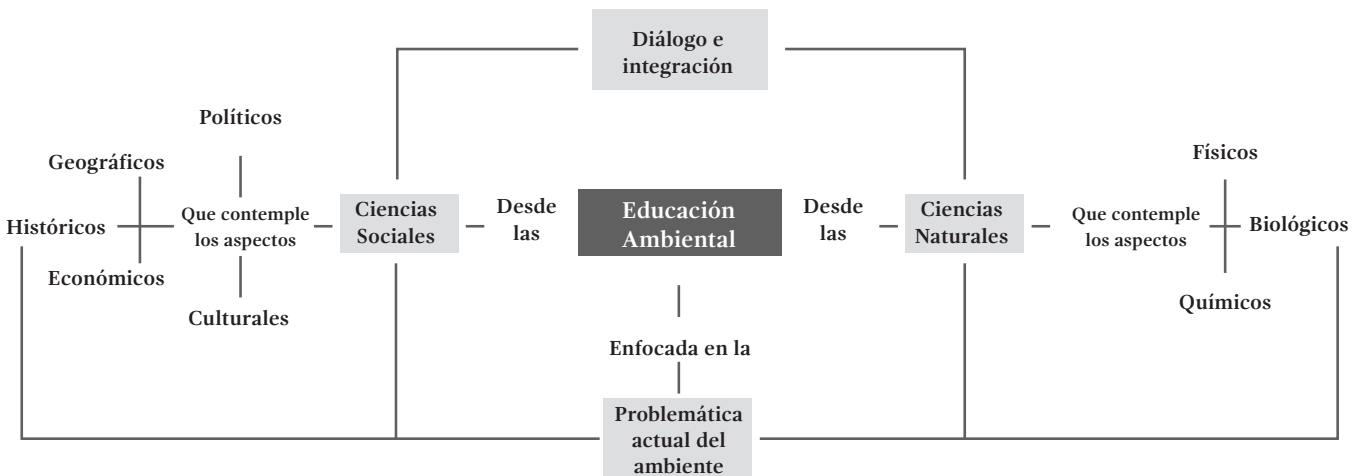 Diálogo e
integración
Políticos
Geográficos
Históricos
Económicos
Culturales
Que contemple
los aspectos
Ciencias
Sociales
Desde
las
Educación
Ambiental
Desde
las
Ciencias
Naturales
Que contemple
los aspectos
Físicos
Biológicos
Químicos
Enfocada en la
Problemática
actual del
ambiente